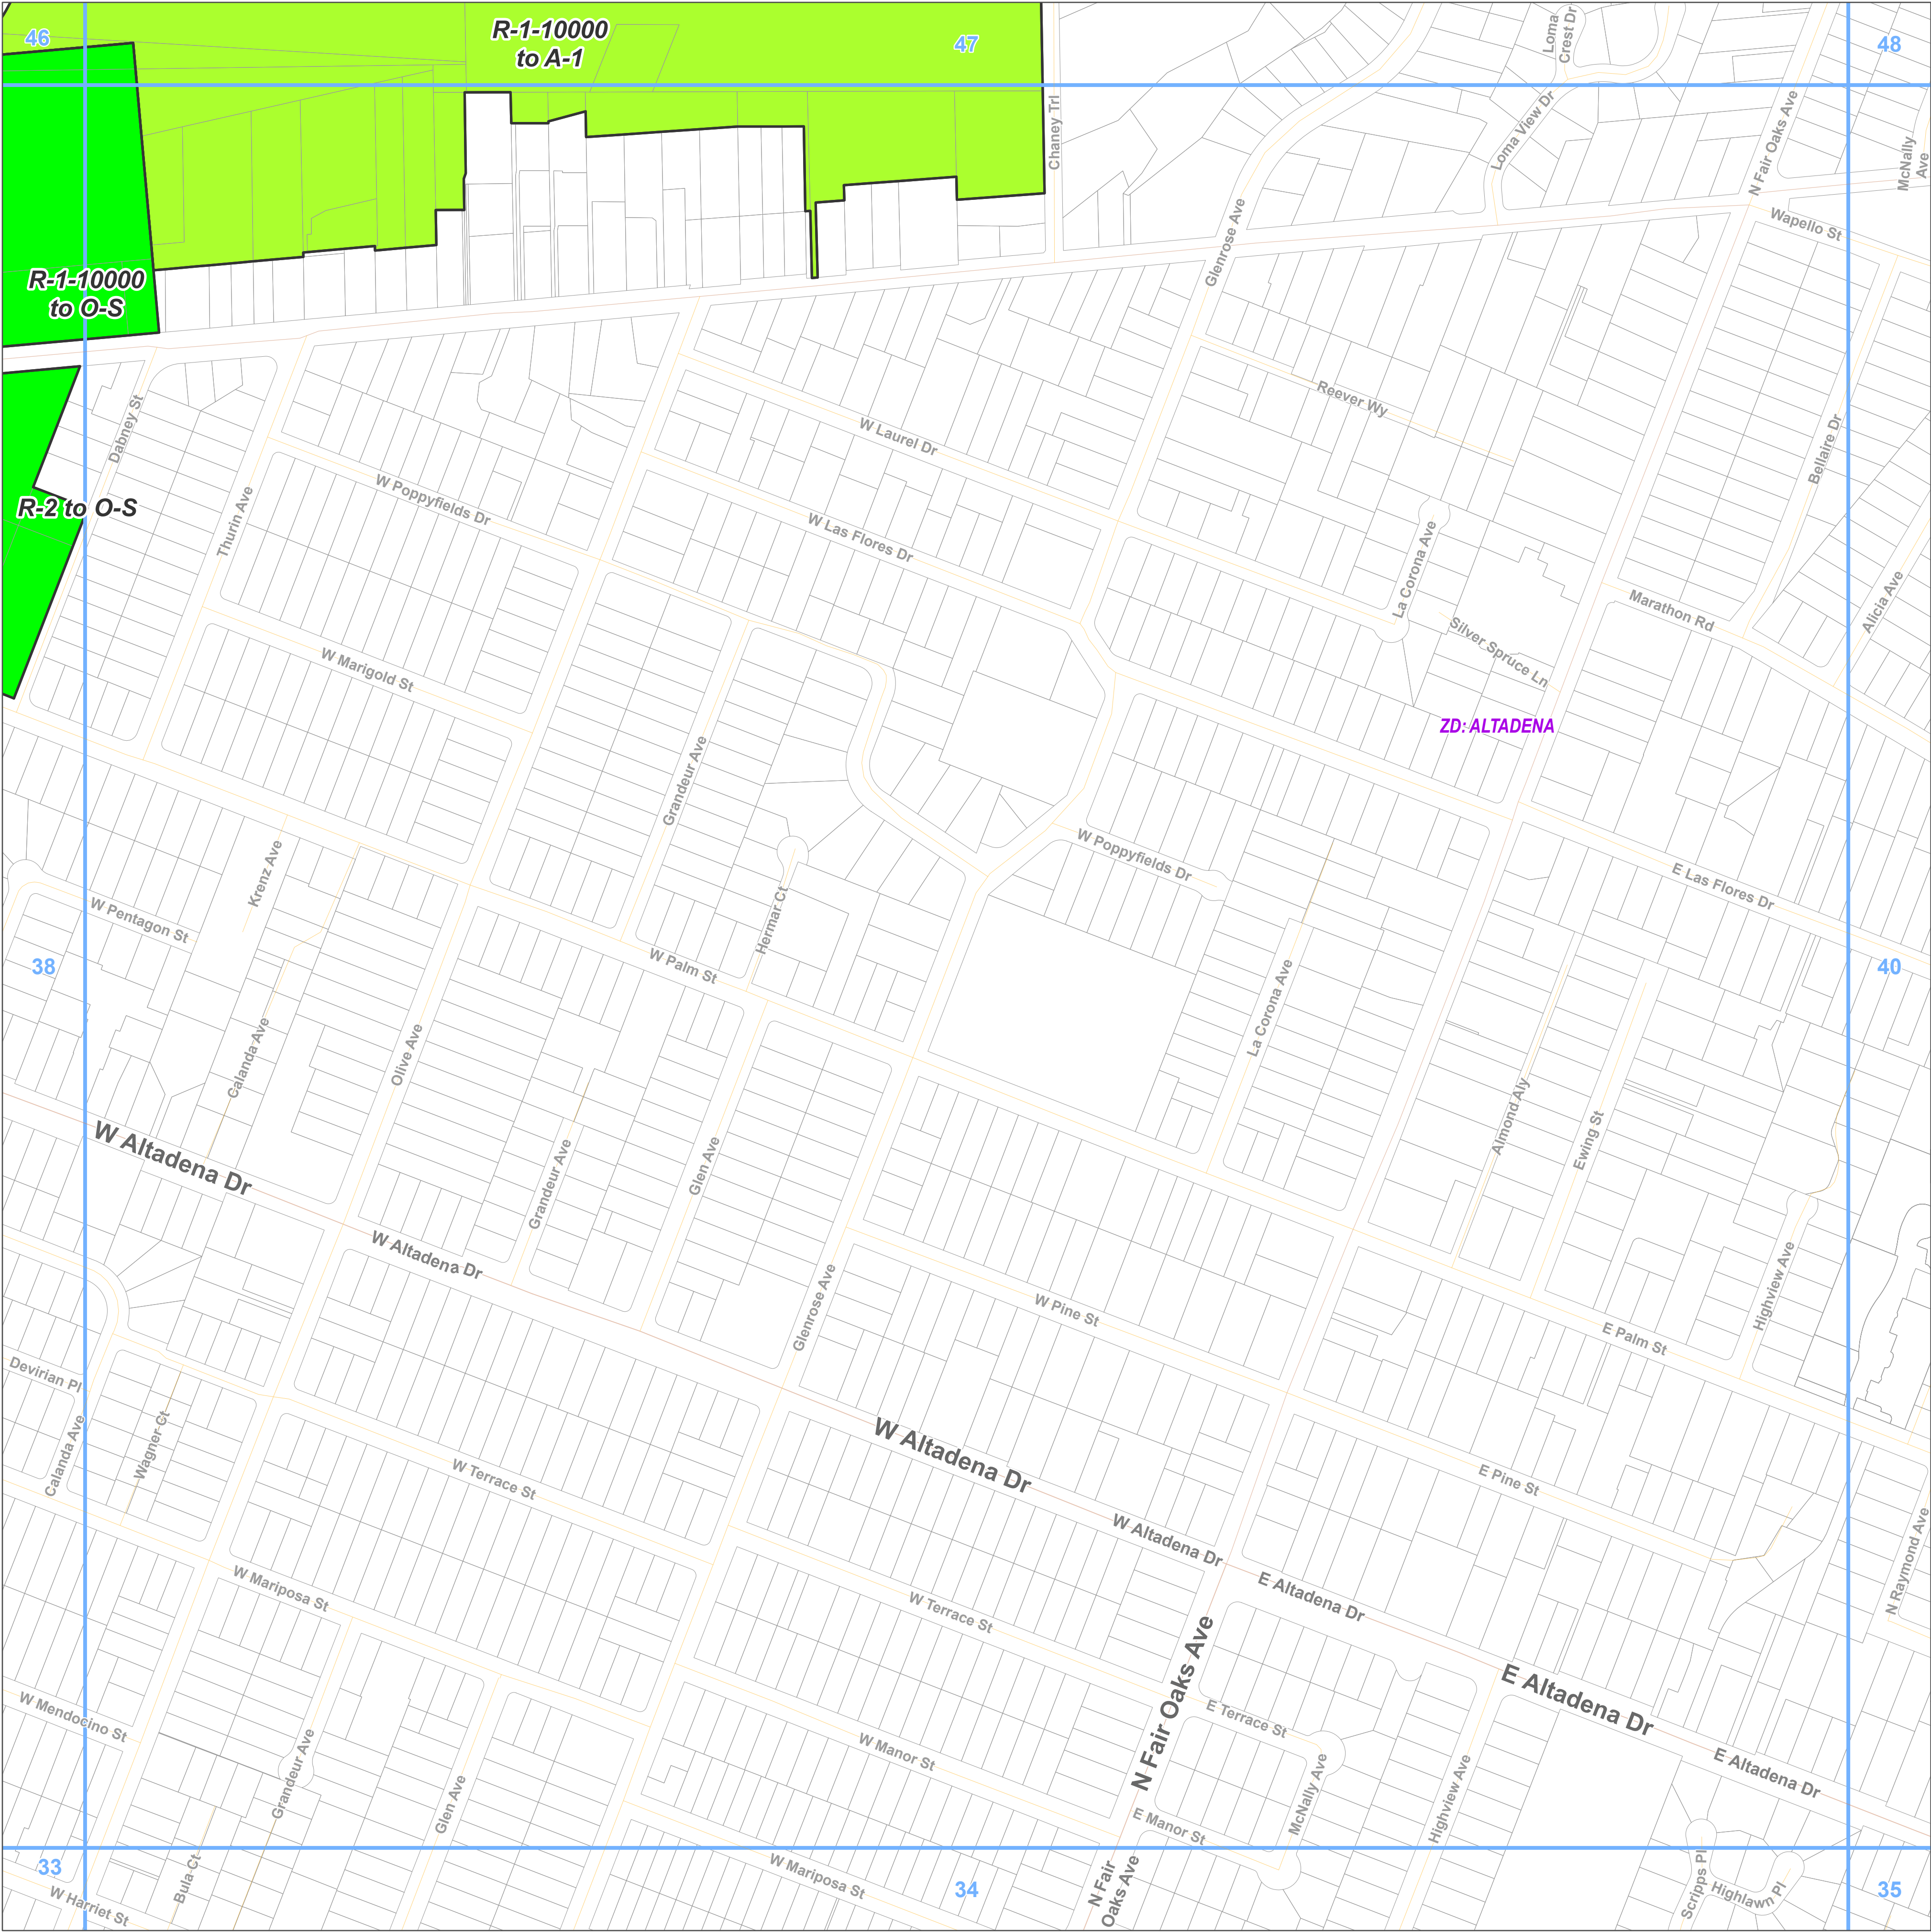 46
R-1-10000
to A-1
47
Loma
Crest Dr
48
Chaney Trl
Loma View Dr
N Fair Oaks Ave
McNally
Ave
Wapello St
Glenrose Ave
R-1-10000
to O-S
Dabney St
Reever Wy
W Laurel Dr
Bellaire Dr
W Poppyfields Dr
R-2 to O-S
Thurin Ave
W Las Flores Dr
La Corona Ave
Marathon Rd
Alicia Ave
Silver Spruce Ln
W Marigold St
ZD: ALTADENA
Grandeur Ave
W Poppyfields Dr
Krenz Ave
E Las Flores Dr
W Pentagon St
Hermar Ct
38
W Palm St
40
La Corona Ave
Calanda Ave
Olive Ave
Almond Aly
Ewing St
W Altadena Dr
Grandeur Ave
Glen Ave
W Altadena Dr
Highview Ave
Glenrose Ave
W Pine St
E Palm St
Devirian Pl
Calanda Ave
Wagner Ct
W Terrace St
W Altadena Dr
E Pine St
W Altadena Dr
N Raymond Ave
W Mariposa St
E Altadena Dr
W Terrace St
N Fair Oaks Ave
E Altadena Dr
W Mendocino St
E Terrace St
Grandeur Ave
W Manor St
McNally Ave
Highview Ave
E Altadena Dr
Glen Ave
E Manor St
33
Bula Ct
W Mariposa St
34
N Fair
Oaks Ave
Scripps Pl
Highlawn Pl
35
W Harriet St